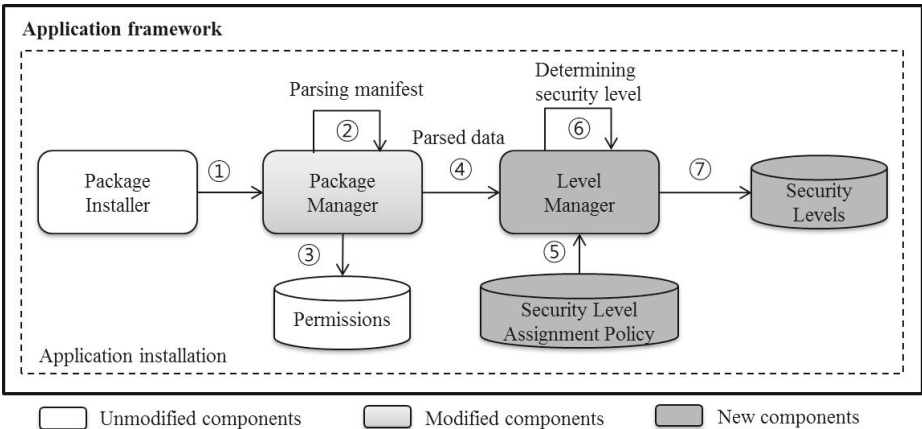 Application framework
Determining
security level
Parsing manifest
②
⑥
Parsed data
①
④
⑦
Package
Installer
Package
Manager
Level
Manager
Security
Levels
③
⑤
Permissions
Security Level
Assignment Policy
Application installation
Unmodified components
Modified components
New components